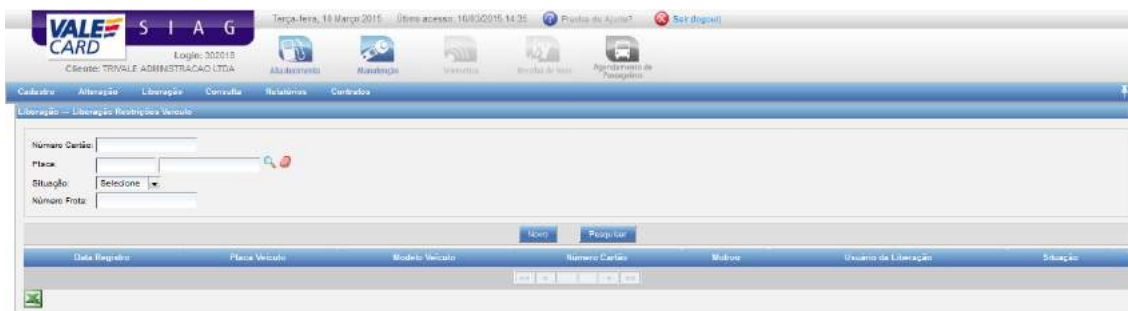 VALE CARD
S I A G
Terça-feira, 10 Março 2015 Último acesso: 10/03/2015 14:35 Precisa de Ajuda? Sair (logout)
Login: 302015
Cliente: TRIVALE ADMINISTRACAO LTDA
Abastecimento Manutenção Telemetria Agendamento de Passageiros
Cadastro Alteração Liberação Consulta Relatórios Contratos
Liberação -- Liberação Restrições Veículo
Número Cartão:
Placa:
Situação: Selecione
Número Frota:
Novo Pesquisar
Data Registro Placa Veículo Modelo Veículo Número Cartão Motivo Usuário da Liberação Situação